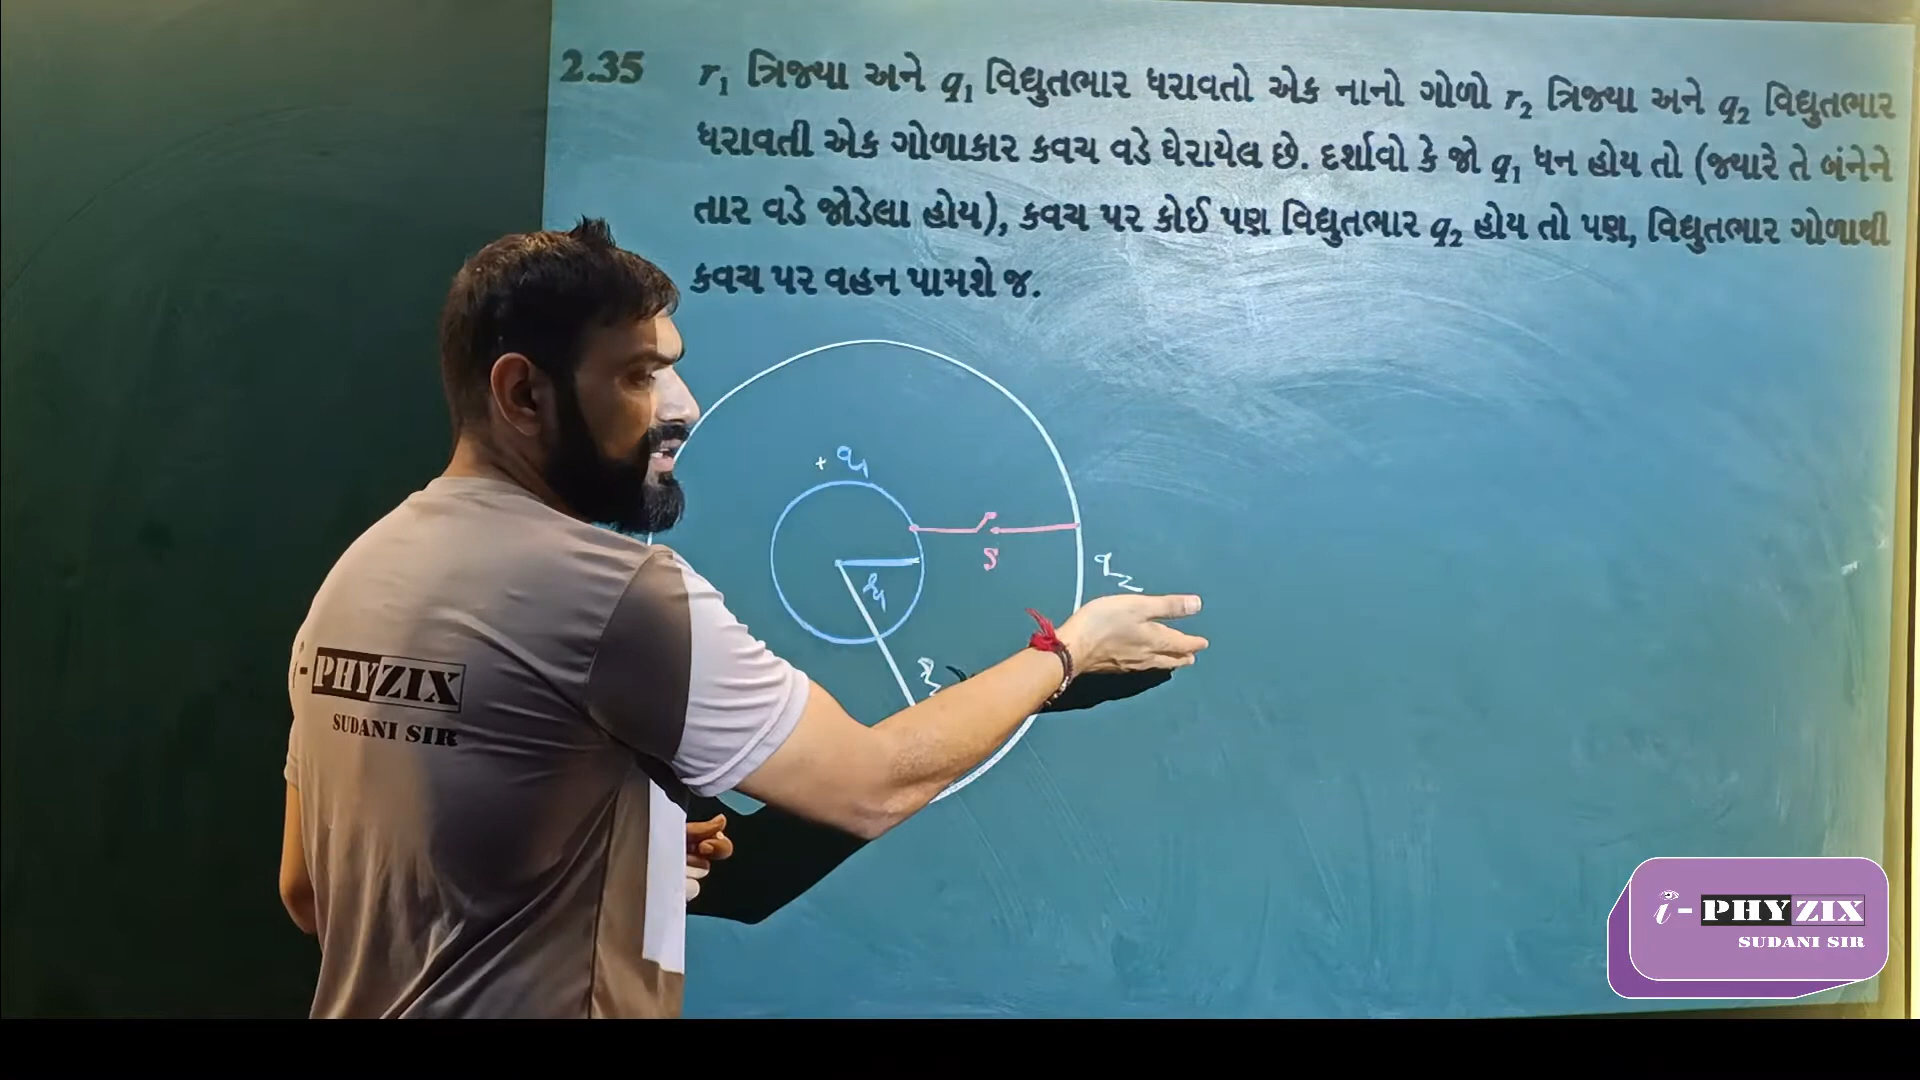 2.35 r₁ ત્રિજ્યા અને q₁ વિદ્યુતભાર ધરાવતો એક નાનો ગોળો r₂ ત્રિજ્યા અને q₂ વિદ્યુતભાર
ધરાવતી એક ગોળાકાર કવચ વડે ઘેરાયેલ છે. દર્શાવો કે જો q₁ ધન હોય તો (જ્યારે તે બંનેને
તાર વડે જોડેલા હોય), કવચ પર કોઈ પણ વિદ્યુતભાર q₂ હોય તો પણ, વિદ્યુતભાર ગોળાથી
કવચ પર વહન પામશે જ.
+ q₁
S
q₂
r₁
r₂
i-PHYZIX
SUDANI SIR
i-PHYZIX
SUDANI SIR